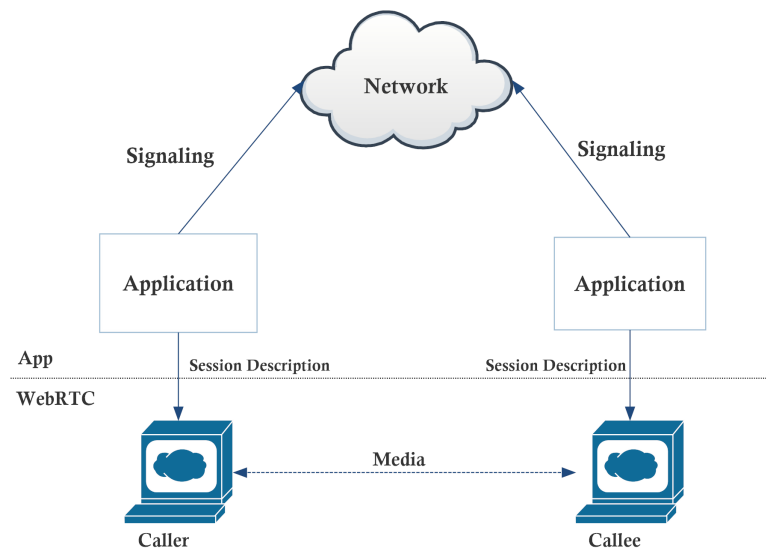 Network
Signaling
Signaling
Application
Application
App
Session Description
Session Description
WebRTC
Media
Caller
Callee